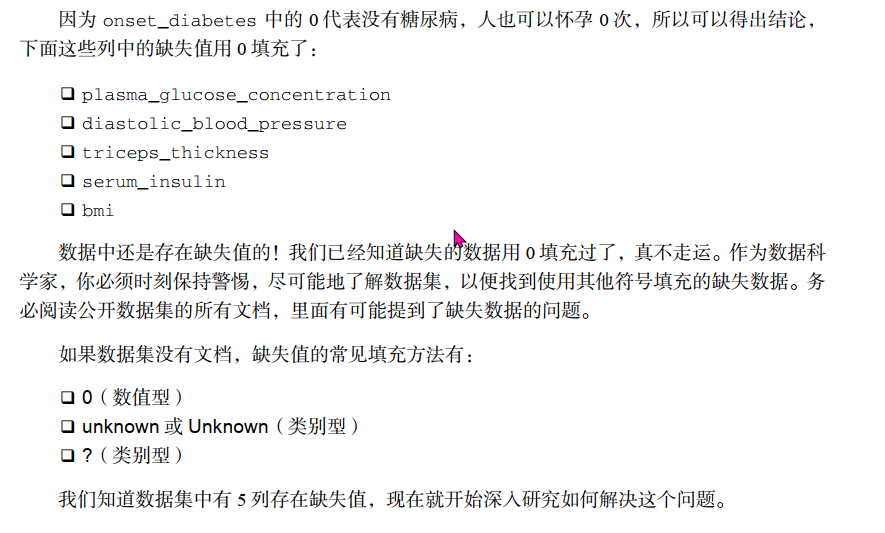 因为 onset_diabetes 中的 0 代表没有糖尿病，人也可以怀孕 0 次，所以可以得出结论，
下面这些列中的缺失值用 0 填充了：
❑ plasma_glucose_concentration
❑ diastolic_blood_pressure
❑ triceps_thickness
❑ serum_insulin
❑ bmi
数据中还是存在缺失值的！我们已经知道缺失的数据用 0 填充过了，真不走运。作为数据科
学家，你必须时刻保持警惕，尽可能地了解数据集，以便找到使用其他符号填充的缺失数据。务
必阅读公开数据集的所有文档，里面有可能提到了缺失数据的问题。
如果数据集没有文档，缺失值的常见填充方法有：
❑ 0（数值型）
❑ unknown 或 Unknown（类别型）
❑ ?（类别型）
我们知道数据集中有 5 列存在缺失值，现在就开始深入研究如何解决这个问题。